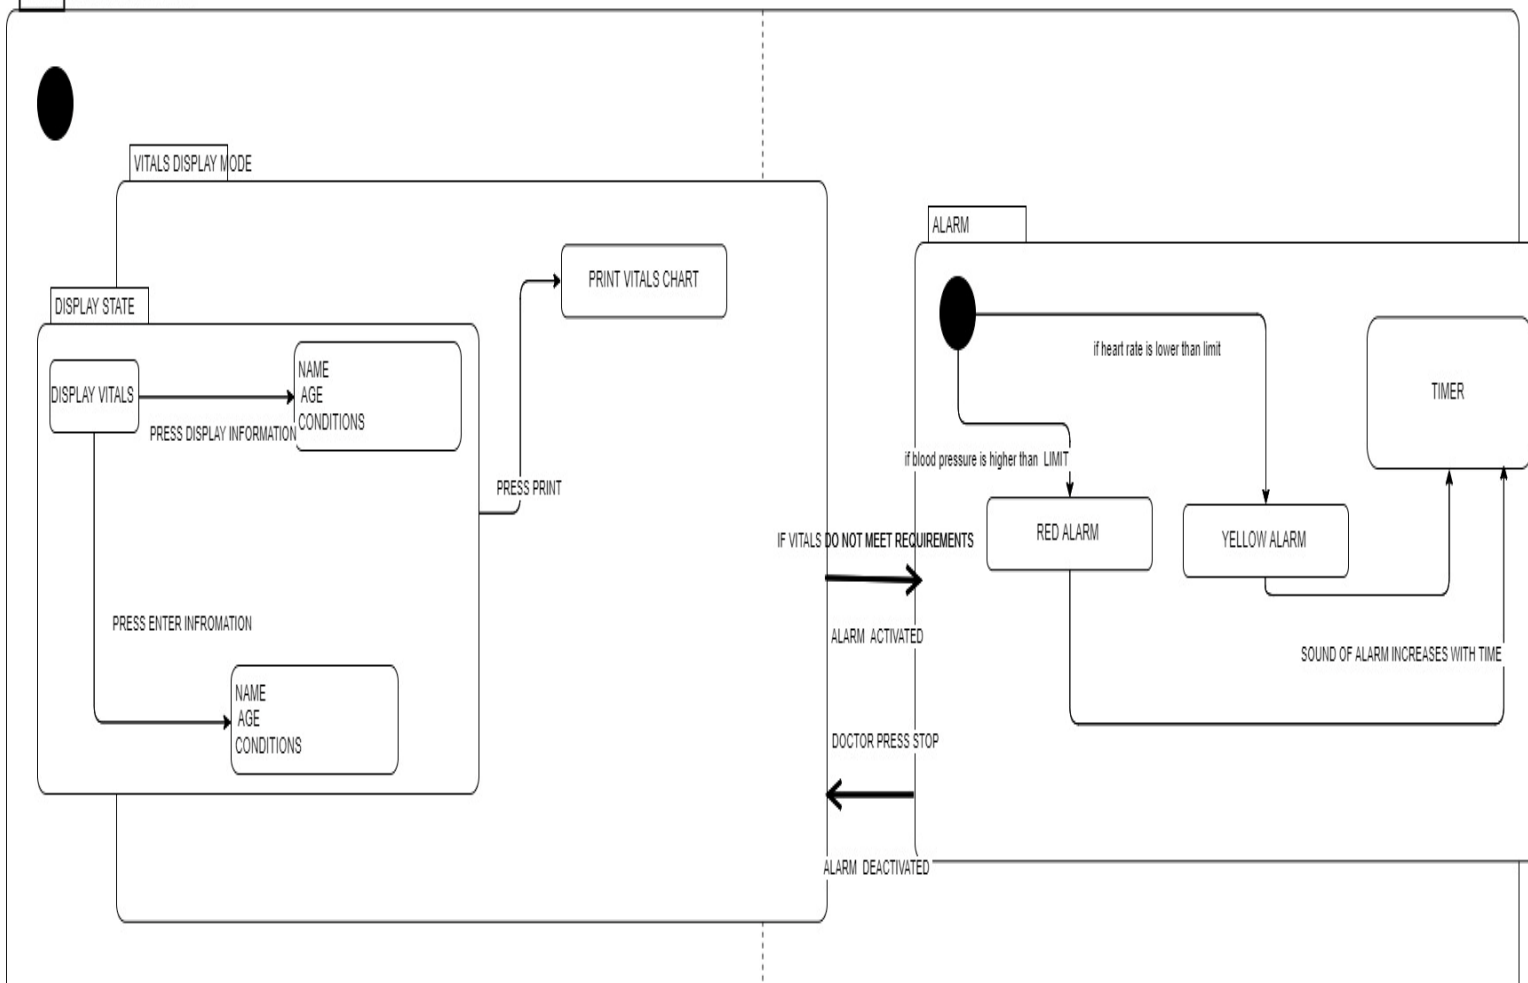 VITALS DISPLAY MODE
ALARM
DISPLAY STATE
PRINT VITALS CHART
if heart rate is lower than limit
TIMER
DISPLAY VITALS
NAME
AGE
CONDITIONS
PRESS DISPLAY INFORMATION
if blood pressure is higher than LIMIT
PRESS PRINT
RED ALARM
YELLOW ALARM
IF VITALS DO NOT MEET REQUIREMENTS
PRESS ENTER INFROMATION
ALARM ACTIVATED
SOUND OF ALARM INCREASES WITH TIME
NAME
AGE
CONDITIONS
DOCTOR PRESS STOP
ALARM DEACTIVATED